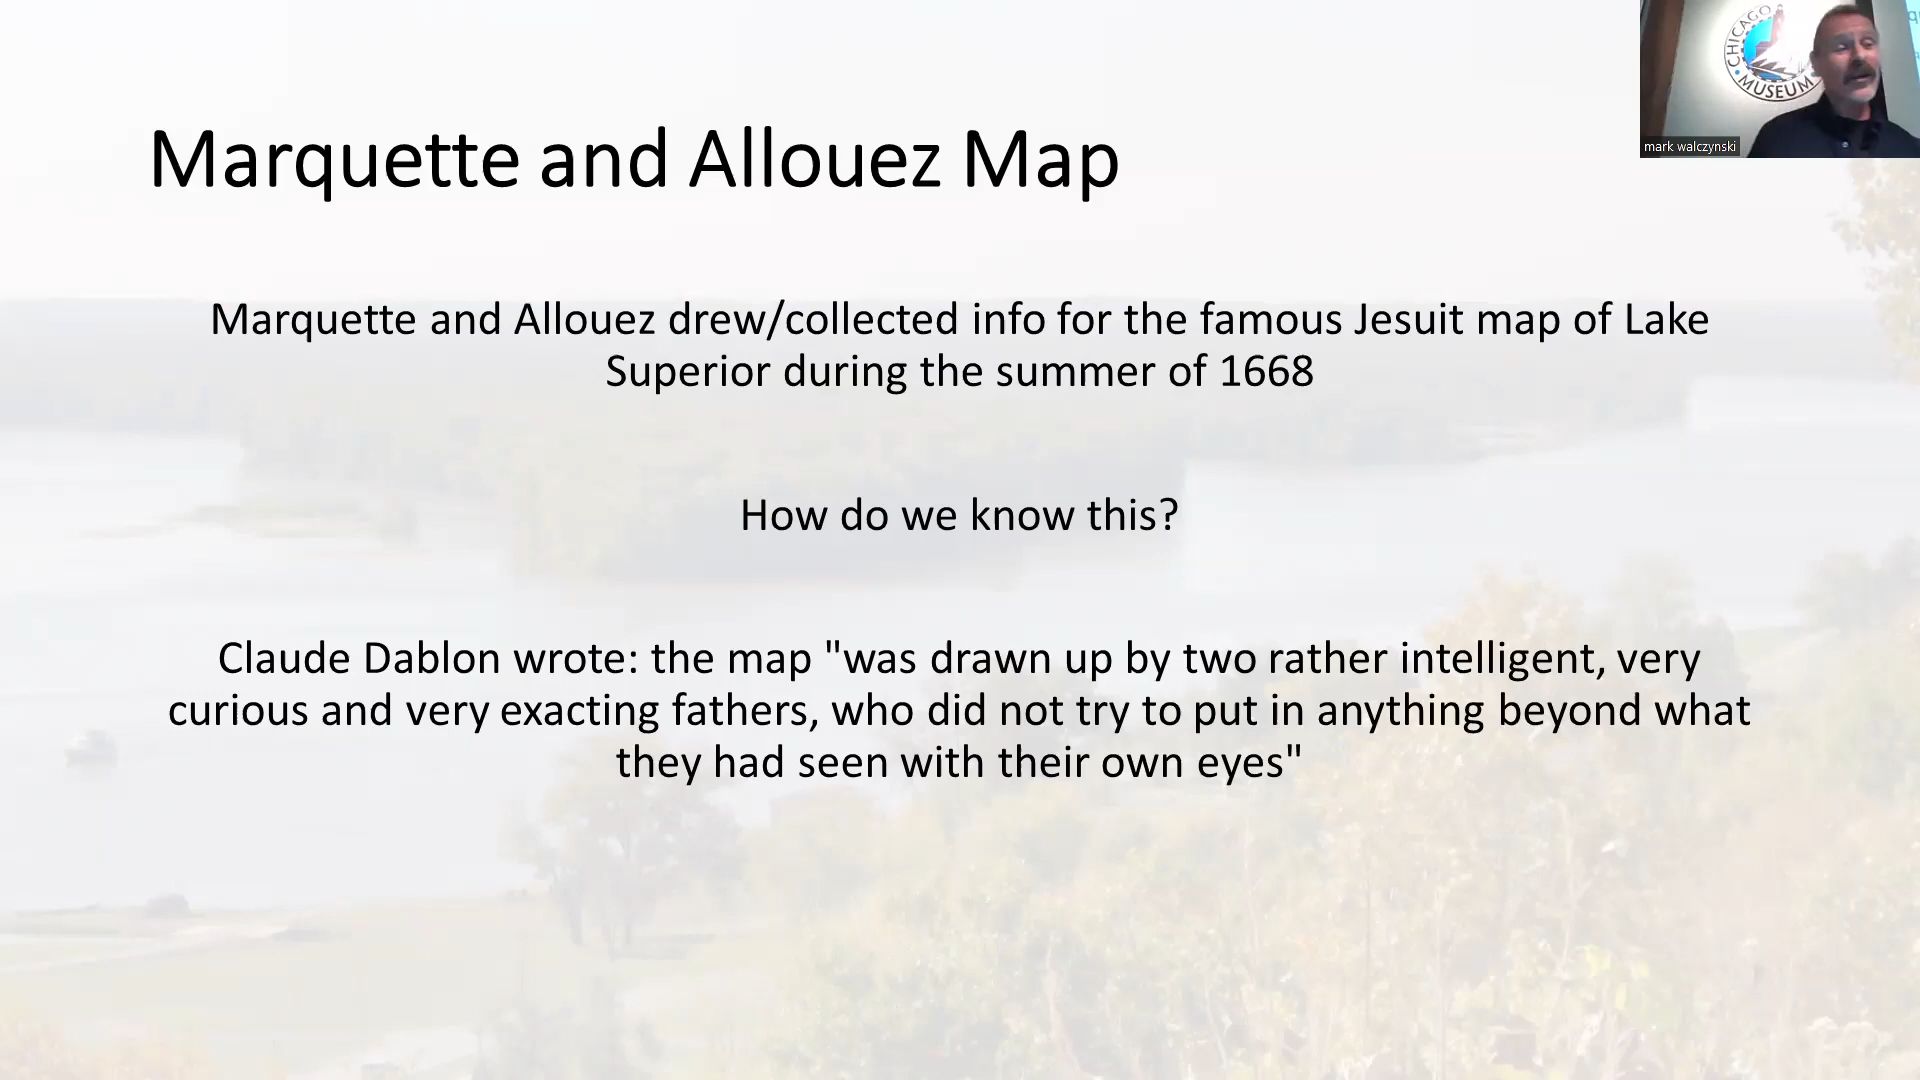 CHICAGO
MUSEUM
mark walczynski
Marquette and Allouez Map
Marquette and Allouez drew/collected info for the famous Jesuit map of Lake
Superior during the summer of 1668
How do we know this?
Claude Dablon wrote: the map "was drawn up by two rather intelligent, very
curious and very exacting fathers, who did not try to put in anything beyond what
they had seen with their own eyes"